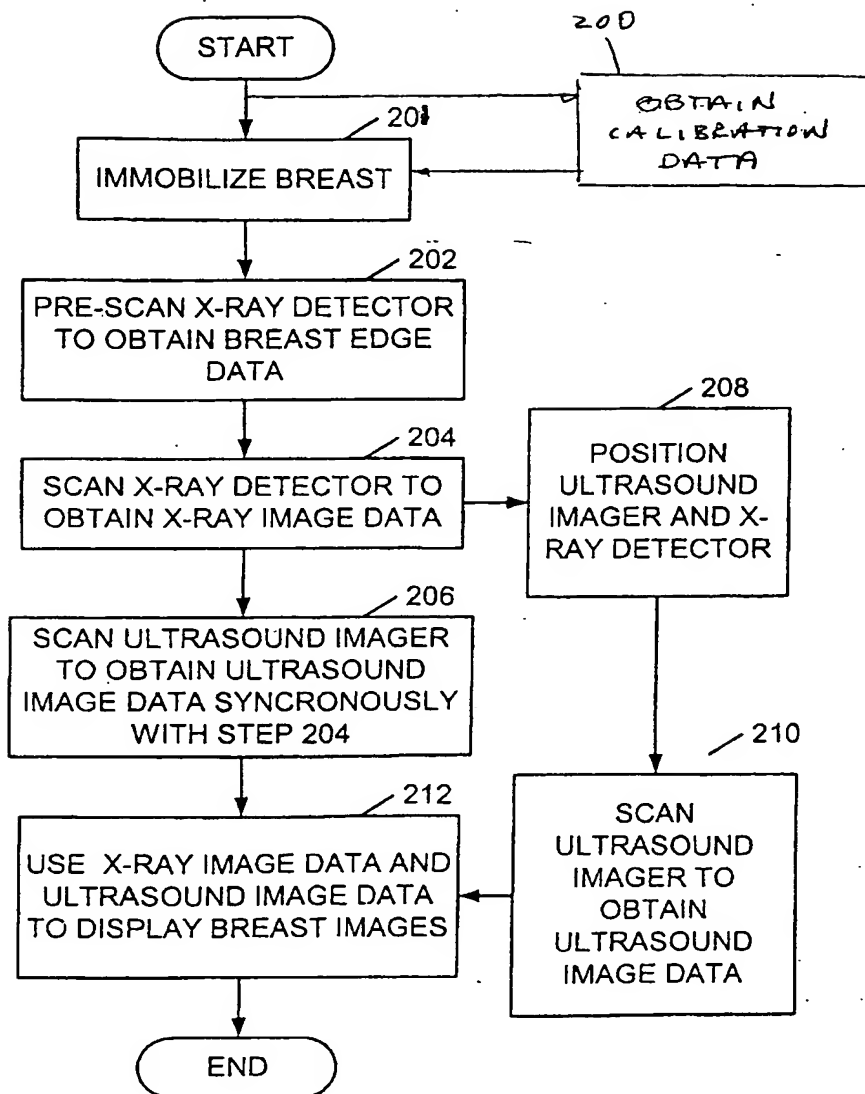 START
200
OBTAIN
CALIBRATION
DATA
201
IMMOBILIZE BREAST
202
PRE-SCAN X-RAY DETECTOR
TO OBTAIN BREAST EDGE
DATA
204
SCAN X-RAY DETECTOR TO
OBTAIN X-RAY IMAGE DATA
208
POSITION
ULTRASOUND
IMAGER AND X-
RAY DETECTOR
206
SCAN ULTRASOUND IMAGER
TO OBTAIN ULTRASOUND
IMAGE DATA SYNCRONOUSLY
WITH STEP 204
210
SCAN
ULTRASOUND
IMAGER TO
OBTAIN
ULTRASOUND
IMAGE DATA
212
USE X-RAY IMAGE DATA AND
ULTRASOUND IMAGE DATA
TO DISPLAY BREAST IMAGES
END